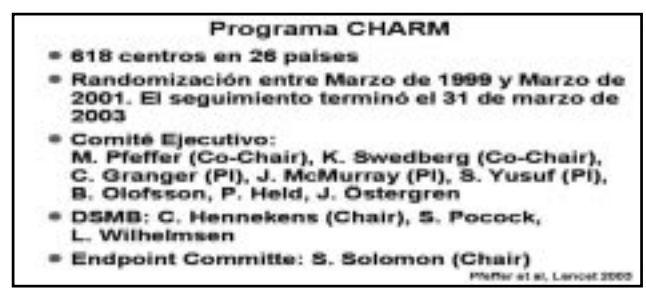 Programa CHARM
618 centros en 26 paises
Randomización entre Marzo de 1999 y Marzo de
2001. El seguimiento terminó el 31 de marzo de
2003
Comité Ejecutivo:
M. Pfeffer (Co-Chair), K. Swedberg (Co-Chair),
C. Granger (PI), J. McMurray (PI), S. Yusuf (PI),
B. Olofsson, P. Held, J. Östergren
DSMB: C. Hennekens (Chair), S. Pocock,
L. Wilhelmsen
Endpoint Committe: S. Solomon (Chair)
Pfeffer et al, Lancet 2003